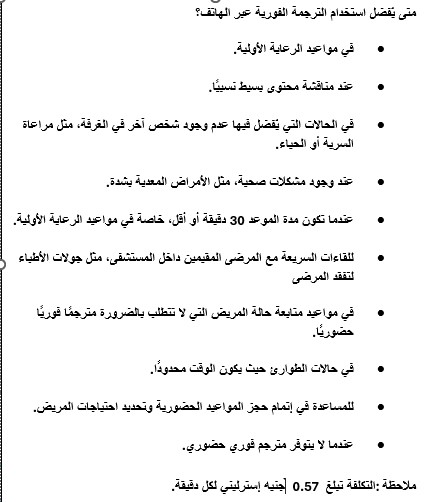 متى يُفضل استخدام الترجمة الفورية عبر الهاتف؟
● في مواعيد الرعاية الأولية.
● عند مناقشة محتوى بسيط نسبيًا.
● في الحالات التي يُفضل فيها عدم وجود شخص آخر في الغرفة، مثل مراعاة
السرية أو الحياء.
● عند وجود مشكلات صحية، مثل الأمراض المعدية بشدة.
● عندما تكون مدة الموعد 30 دقيقة أو أقل، خاصة في مواعيد الرعاية الأولية.
● للقاءات السريعة مع المرضى المقيمين داخل المستشفى، مثل جولات الأطباء
لتفقد المرضى
● في مواعيد متابعة حالة المريض التي لا تتطلب بالضرورة مترجمًا فوريًا
حضوريًا.
● في حالات الطوارئ حيث يكون الوقت محدودًا.
● للمساعدة في إتمام حجز المواعيد الحضورية وتحديد احتياجات المريض.
● عندما لا يتوفر مترجم فوري حضوري.
ملاحظة :التكلفة تبلغ 0.57 جنيه إسترليني لكل دقيقة.